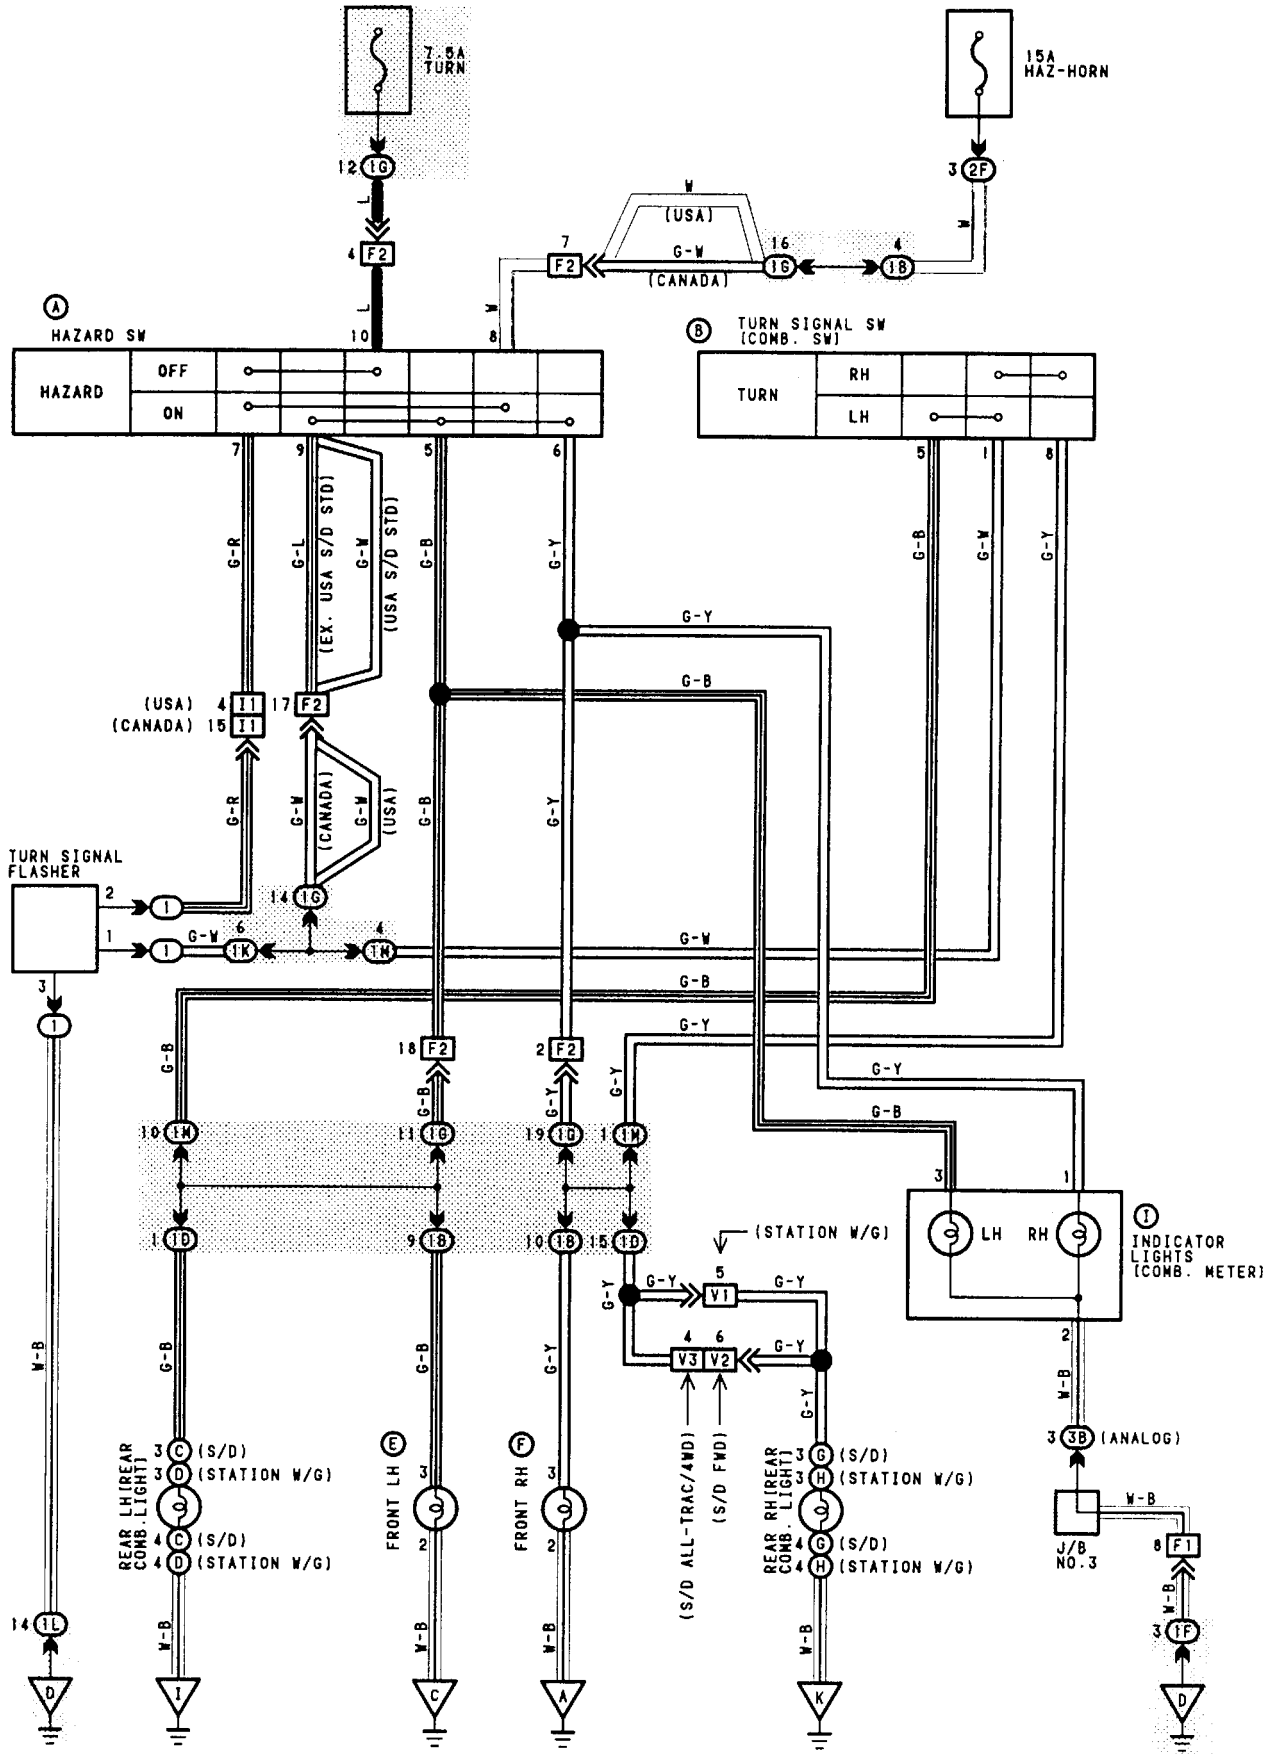 7.5A
TURN
15A
HAZ-HORN
12 1G
3 2F
L
W
(USA)
W
4 F2
7
F2
G-W
(CANADA)
16
1G
4
1B
L
W
A
HAZARD SW
10
8
B
TURN SIGNAL SW
[COMB. SW]
HAZARD
OFF
ON
TURN
RH
LH
7
9
5
6
5
1
8
G-R
G-L
(EX. USA S/D STD)
G-W
(USA S/D STD)
G-B
G-Y
G-B
G-W
G-Y
G-Y
G-B
(USA) 4 I1
(CANADA) 15 I1
17 F2
G-R
G-W
(CANADA)
G-W
(USA)
G-B
G-Y
TURN SIGNAL
FLASHER
2
1
1
1
G-W
6
1K
14 1G
4
1M
G-W
3
1
G-B
G-Y
G-B
18 F2
2 F2
G-B
G-Y
G-Y
G-Y
G-B
10 1M
11 1G
19 1G
1 1M
3
1
1 1D
9 1B
10 1B
15 1D
(STATION W/G)
LH
RH
I
INDICATOR
LIGHTS
[COMB. METER]
G-Y
G-Y
5
V1
G-Y
4
V3
6
V2
G-Y
2
W-B
G-B
G-B
G-Y
G-Y
W-B
3 3B (ANALOG)
E
F
3 C (S/D)
3 D (STATION W/G)
REAR LH[REAR
COMB. LIGHT]
4 C (S/D)
4 D (STATION W/G)
FRONT LH
3
2
FRONT RH
3
2
(S/D ALL-TRAC/4WD)
(S/D FWD)
3 G (S/D)
3 H (STATION W/G)
REAR RH[REAR
COMB. LIGHT]
4 G (S/D)
4 H (STATION W/G)
W-B
J/B
NO.3
8 F1
W-B
14 1L
W-B
W-B
W-B
W-B
3 1F
D
I
C
A
K
D